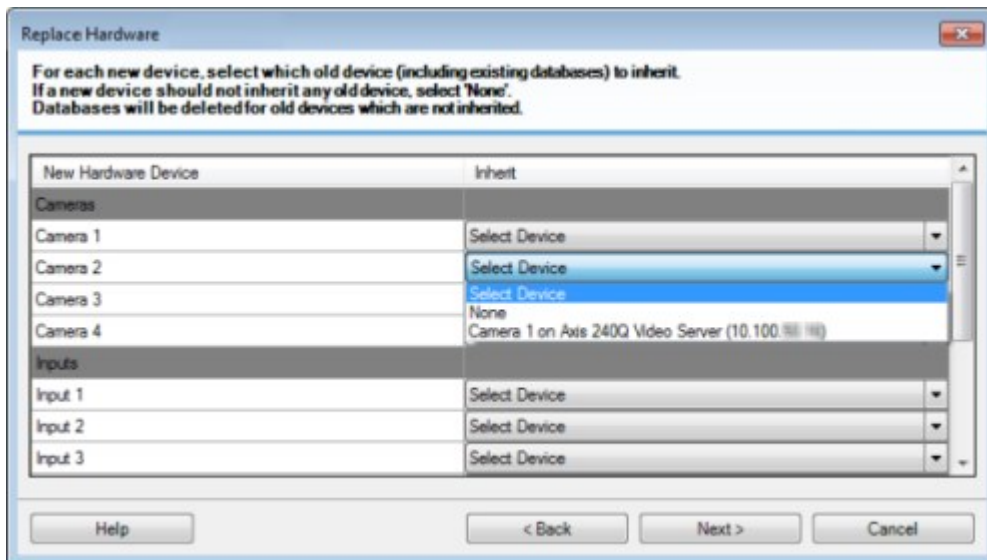 Replace Hardware
For each new device, select which old device (including existing databases) to inherit.
If a new device should not inherit any old device, select 'None'.
Databases will be deleted for old devices which are not inherited.
New Hardware Device Inherit
Cameras
Camera 1 Select Device
Camera 2 Select Device
Camera 3 Select Device
Camera 4 None
Camera 1 on Axis 240Q Video Server (10.100.
Inputs
Input 1 Select Device
Input 2 Select Device
Input 3 Select Device
Help < Back Next > Cancel